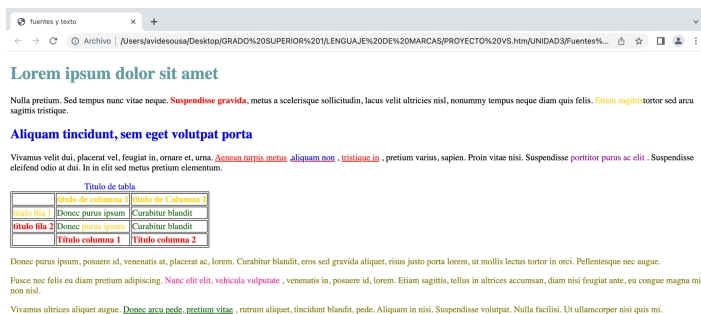 fuentes y texto
Archivo | /Users/avidesousa/Desktop/GRADO%20SUPERIOR%201/LENGUAJE%20DE%20MARCAS/PROYECTO%20VS.htm/UNIDAD3/Fuentes%...
Lorem ipsum dolor sit amet
Nulla pretium. Sed tempus nunc vitae neque. Suspendisse gravida, metus a scelerisque sollicitudin, lacus velit ultricies nisl, nonummy tempus neque diam quis felis. Etiam sagittistortor sed arcu
sagittis tristique.
Aliquam tincidunt, sem eget volutpat porta
Vivamus velit dui, placerat vel, feugiat in, ornare et, urna. Aenean turpis metus ,aliquam non , tristique in , pretium varius, sapien. Proin vitae nisi. Suspendisse porttitor purus ac elit . Suspendisse
eleifend odio at dui. In in elit sed metus pretium elementum.
Titulo de tabla
titulo de columna 1 titulo de Columna 2
titulo fila 1 Donec purus ipsum Curabitur blandit
titulo fila 2 Donec purus ipsum Curabitur blandit
Título columna 1 Título columna 2
Donec purus ipsum, posuere id, venenatis at, placerat ac, lorem. Curabitur blandit, eros sed gravida aliquet, risus justo porta lorem, ut mollis lectus tortor in orci. Pellentesque nec augue.
Fusce nec felis eu diam pretium adipiscing. Nunc elit elit, vehicula vulputate , venenatis in, posuere id, lorem. Etiam sagittis, tellus in ultrices accumsan, diam nisi feugiat ante, eu congue magna mi
non nisl.
Vivamus ultrices aliquet augue. Donec arcu pede, pretium vitae , rutrum aliquet, tincidunt blandit, pede. Aliquam in nisi. Suspendisse volutpat. Nulla facilisi. Ut ullamcorper nisi quis mi.